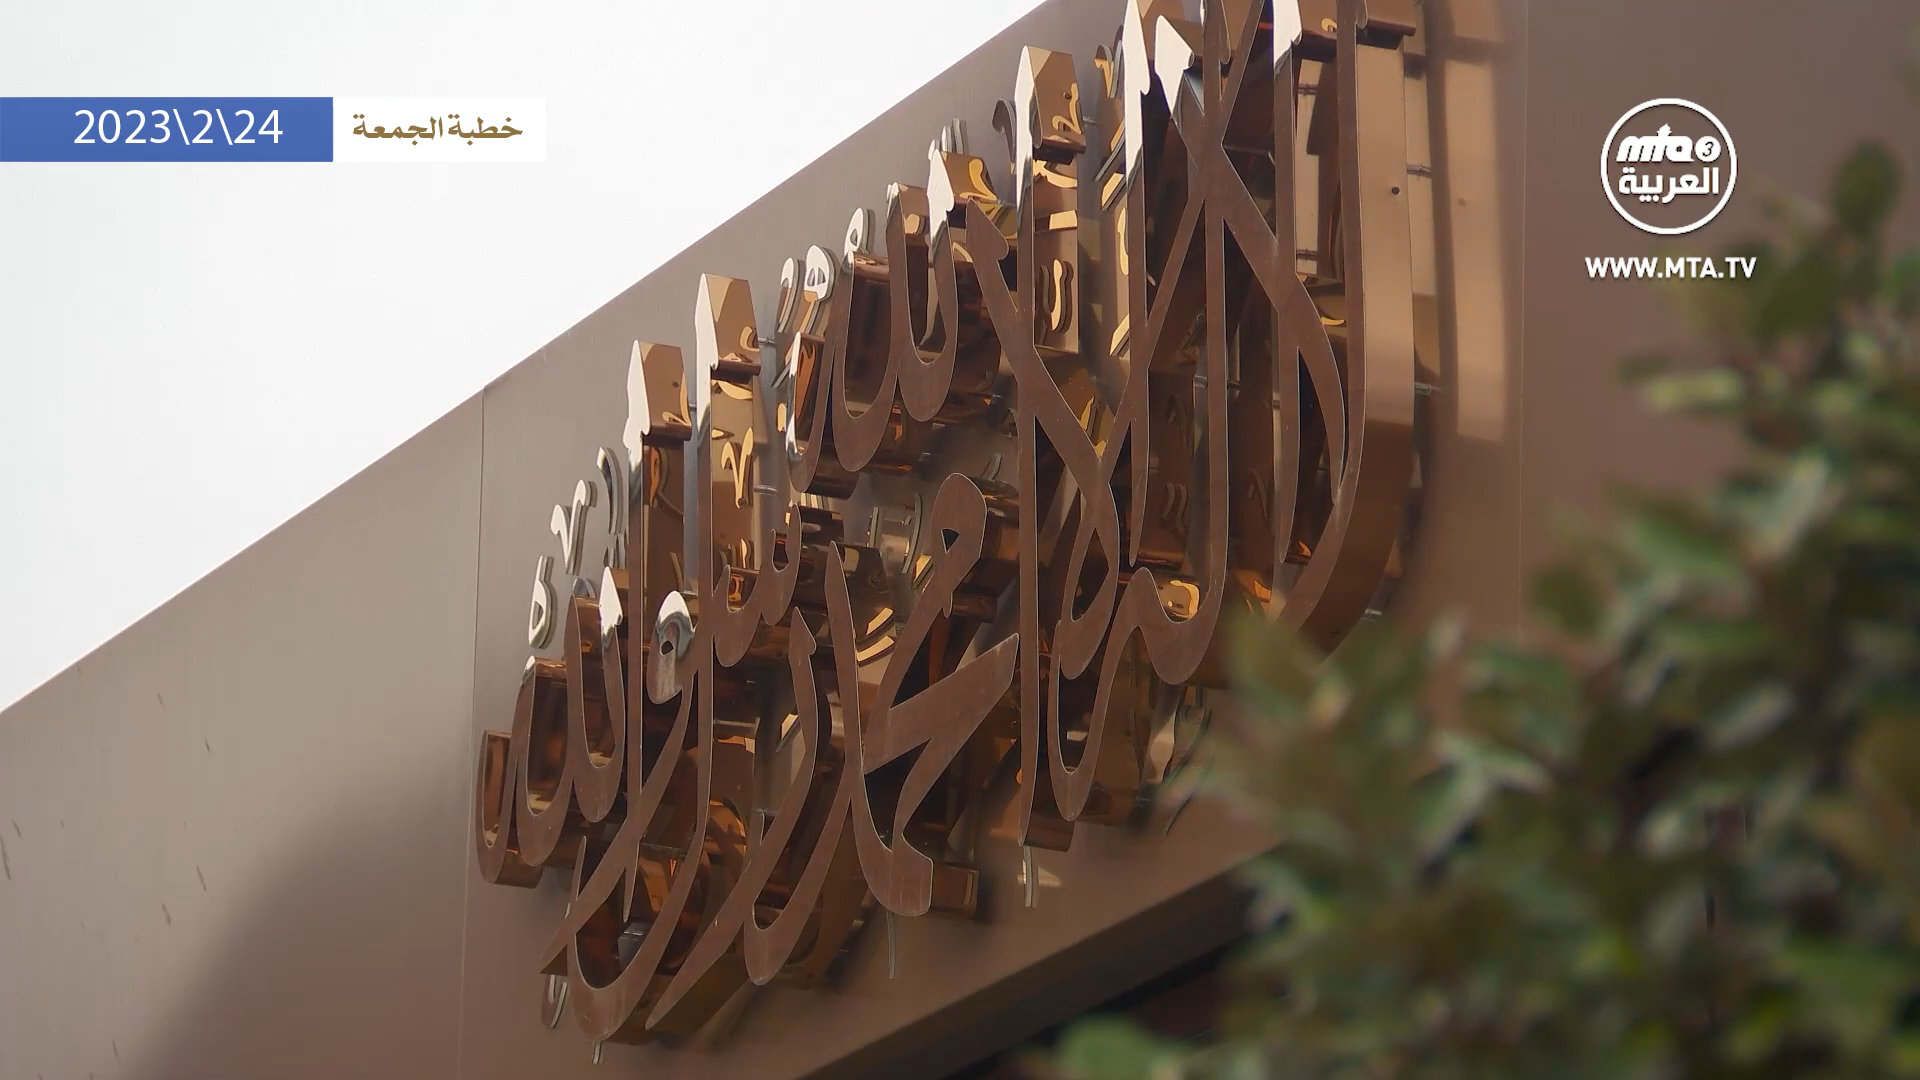 خطبة الجمعة
2023\2\24
mta 3
العربية
WWW.MTA.TV
لا إله إلا الله محمد رسول الله